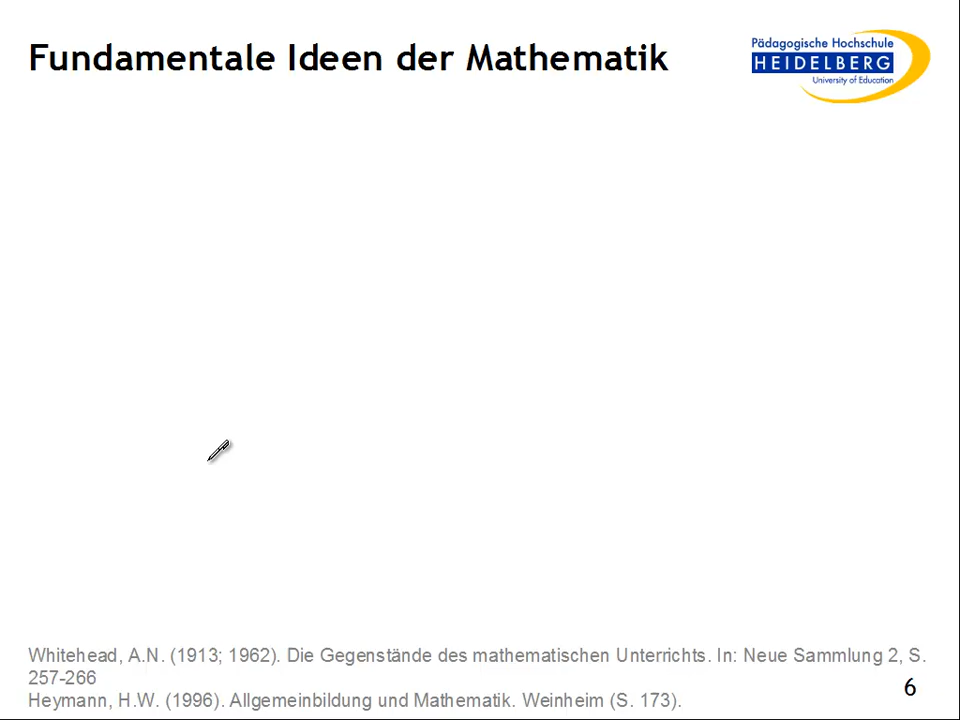 Fundamentale Ideen der Mathematik
Pädagogische Hochschule
HEIDELBERG
University of Education
Whitehead, A.N. (1913; 1962). Die Gegenstände des mathematischen Unterrichts. In: Neue Sammlung 2, S.
257-266
Heymann, H.W. (1996). Allgemeinbildung und Mathematik. Weinheim (S. 173).
6